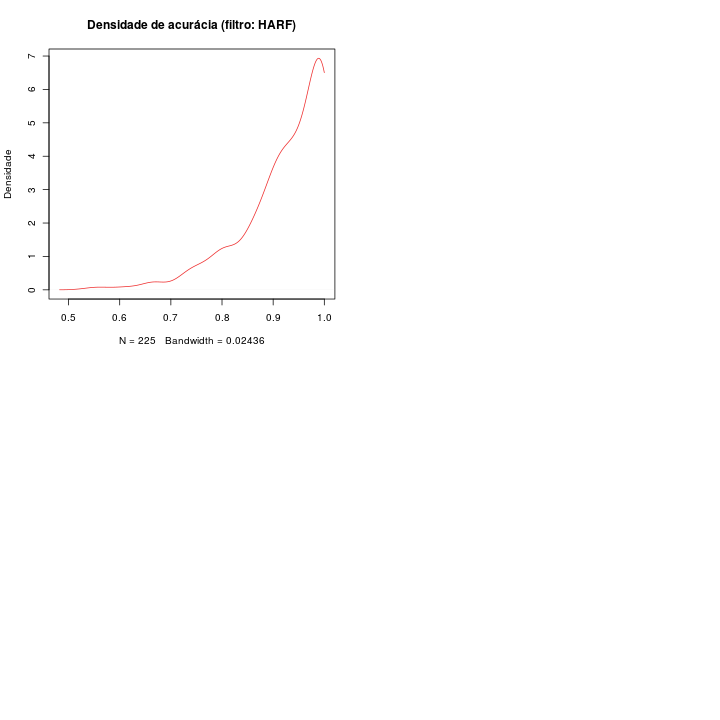 Densidade de acurácia (filtro: HARF)
Densidade
7
6
5
4
3
2
1
0
0.5 0.6 0.7 0.8 0.9 1.0
N = 225 Bandwidth = 0.02436